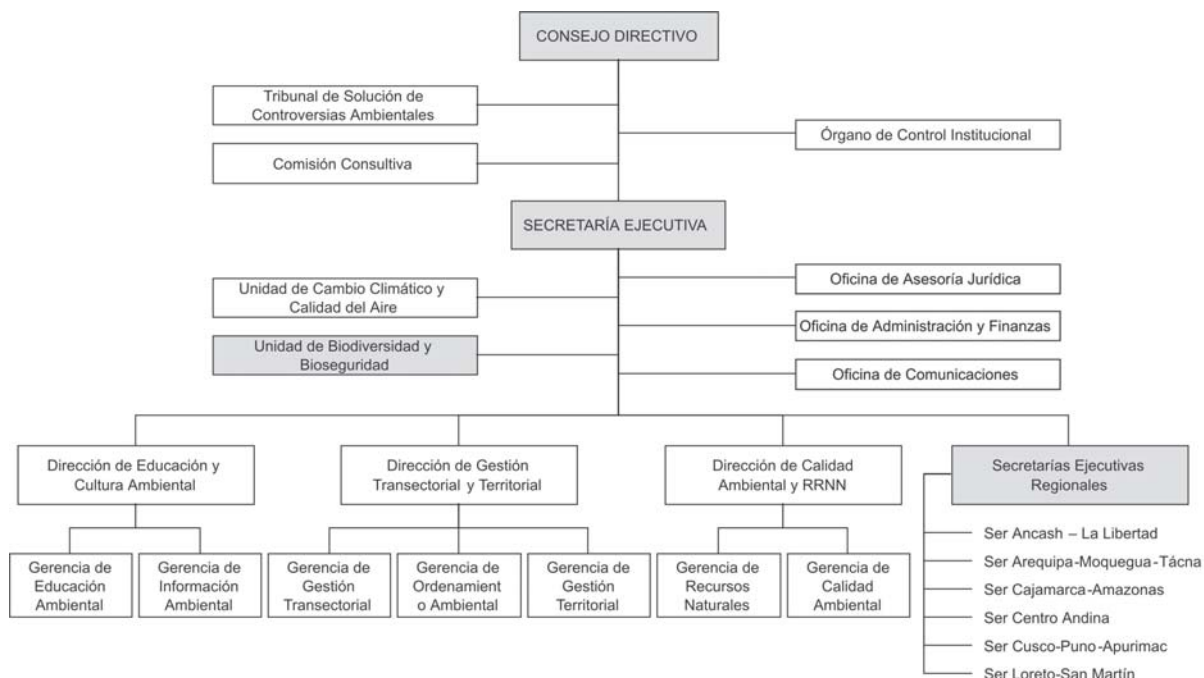 CONSEJO DIRECTIVO
Tribunal de Solución de
Controversias Ambientales
Órgano de Control Institucional
Comisión Consultiva
SECRETARÍA EJECUTIVA
Unidad de Cambio Climático y
Calidad del Aire
Oficina de Asesoría Jurídica
Oficina de Administración y Finanzas
Unidad de Biodiversidad y
Bioseguridad
Oficina de Comunicaciones
Dirección de Educación y
Cultura Ambiental
Dirección de Gestión
Transectorial y Territorial
Dirección de Calidad
Ambiental y RRNN
Secretarías Ejecutivas
Regionales
Gerencia de
Educación
Ambiental
Gerencia de
Información
Ambiental
Gerencia de
Gestión
Transectorial
Gerencia de
Ordenamient
o Ambiental
Gerencia de
Gestión
Territorial
Gerencia de
Recursos
Naturales
Gerencia de
Calidad
Ambiental
Ser Ancash – La Libertad
Ser Arequipa-Moquegua-Tácna
Ser Cajamarca-Amazonas
Ser Centro Andina
Ser Cusco-Puno-Apurimac
Ser Loreto-San Martín